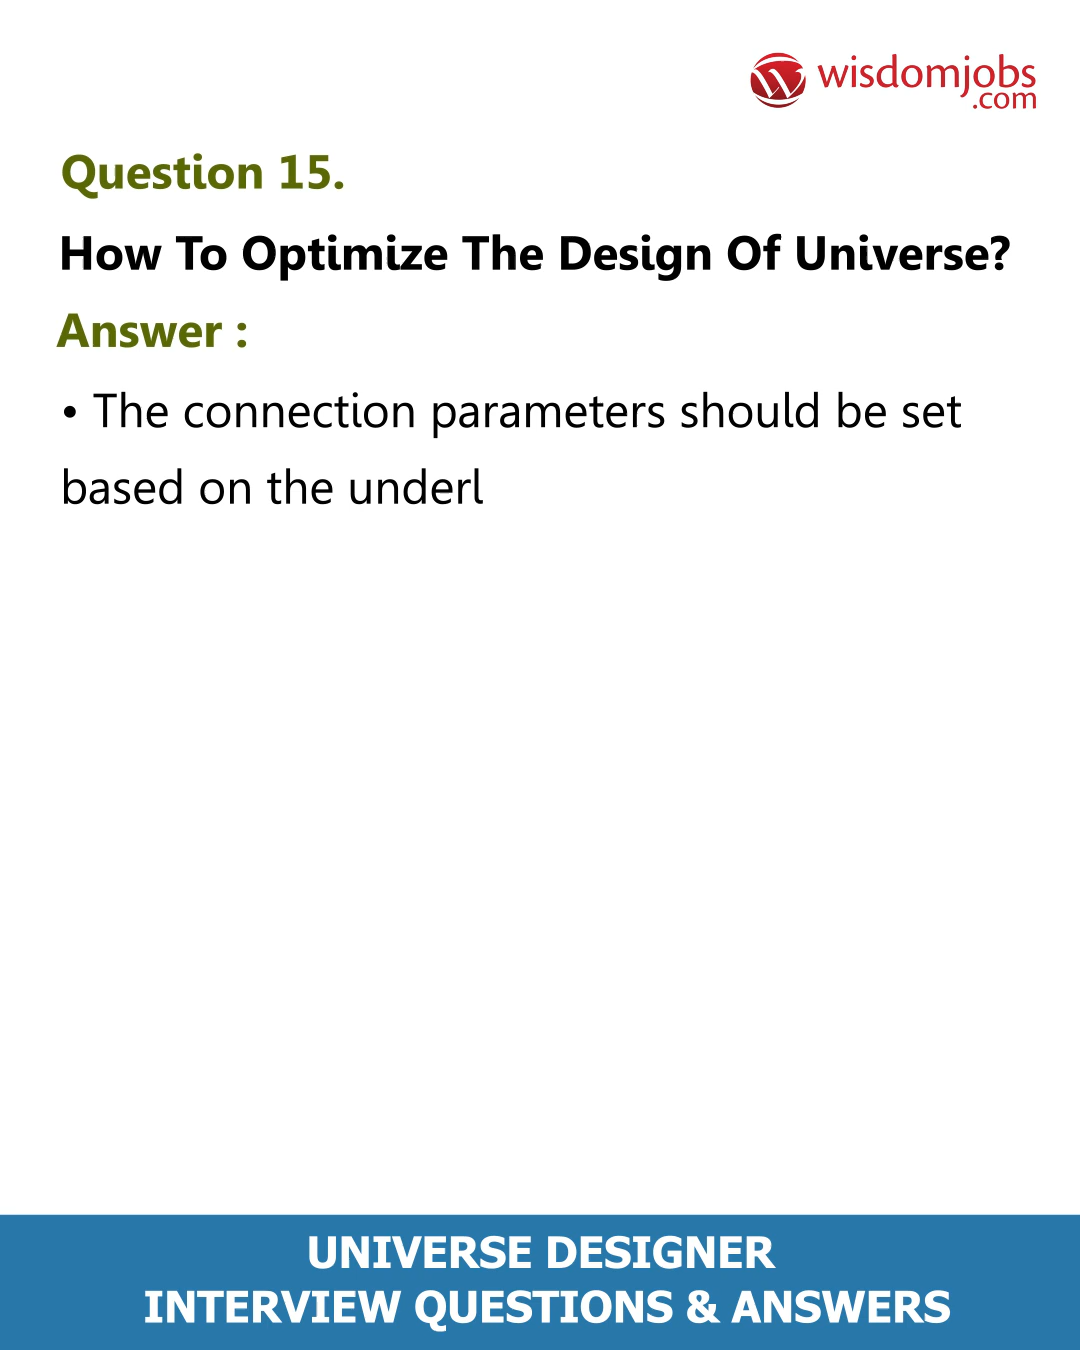 wisdomjobs
.com
Question 15.
How To Optimize The Design Of Universe?
Answer :
• The connection parameters should be set
based on the underl
UNIVERSE DESIGNER
INTERVIEW QUESTIONS & ANSWERS